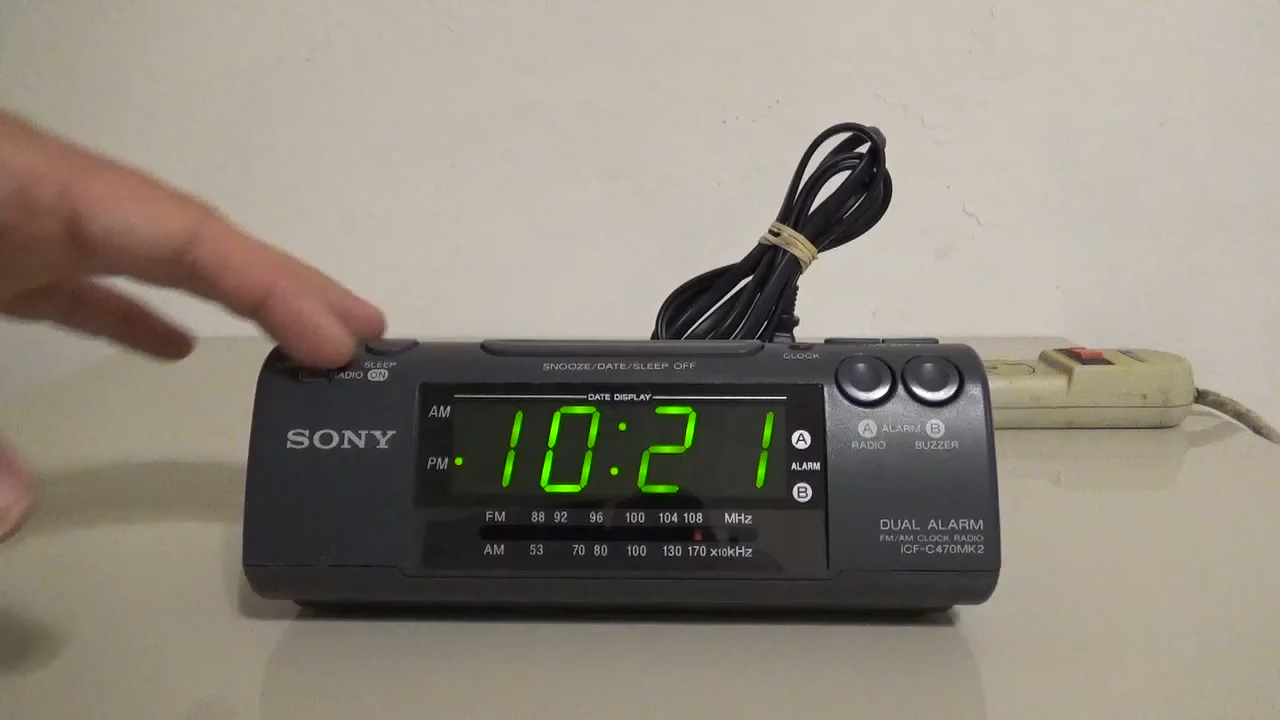 SLEEP
RADIO ON
SNOOZE/DATE/SLEEP OFF
CLOCK
DATE DISPLAY
AM
PM
10:21
SONY
A
ALARM
B
A ALARM B
RADIO BUZZER
FM 88 92 96 100 104 108 MHz
AM 53 70 80 100 130 170 x10kHz
DUAL ALARM
FM/AM CLOCK RADIO
ICF-C470MK2